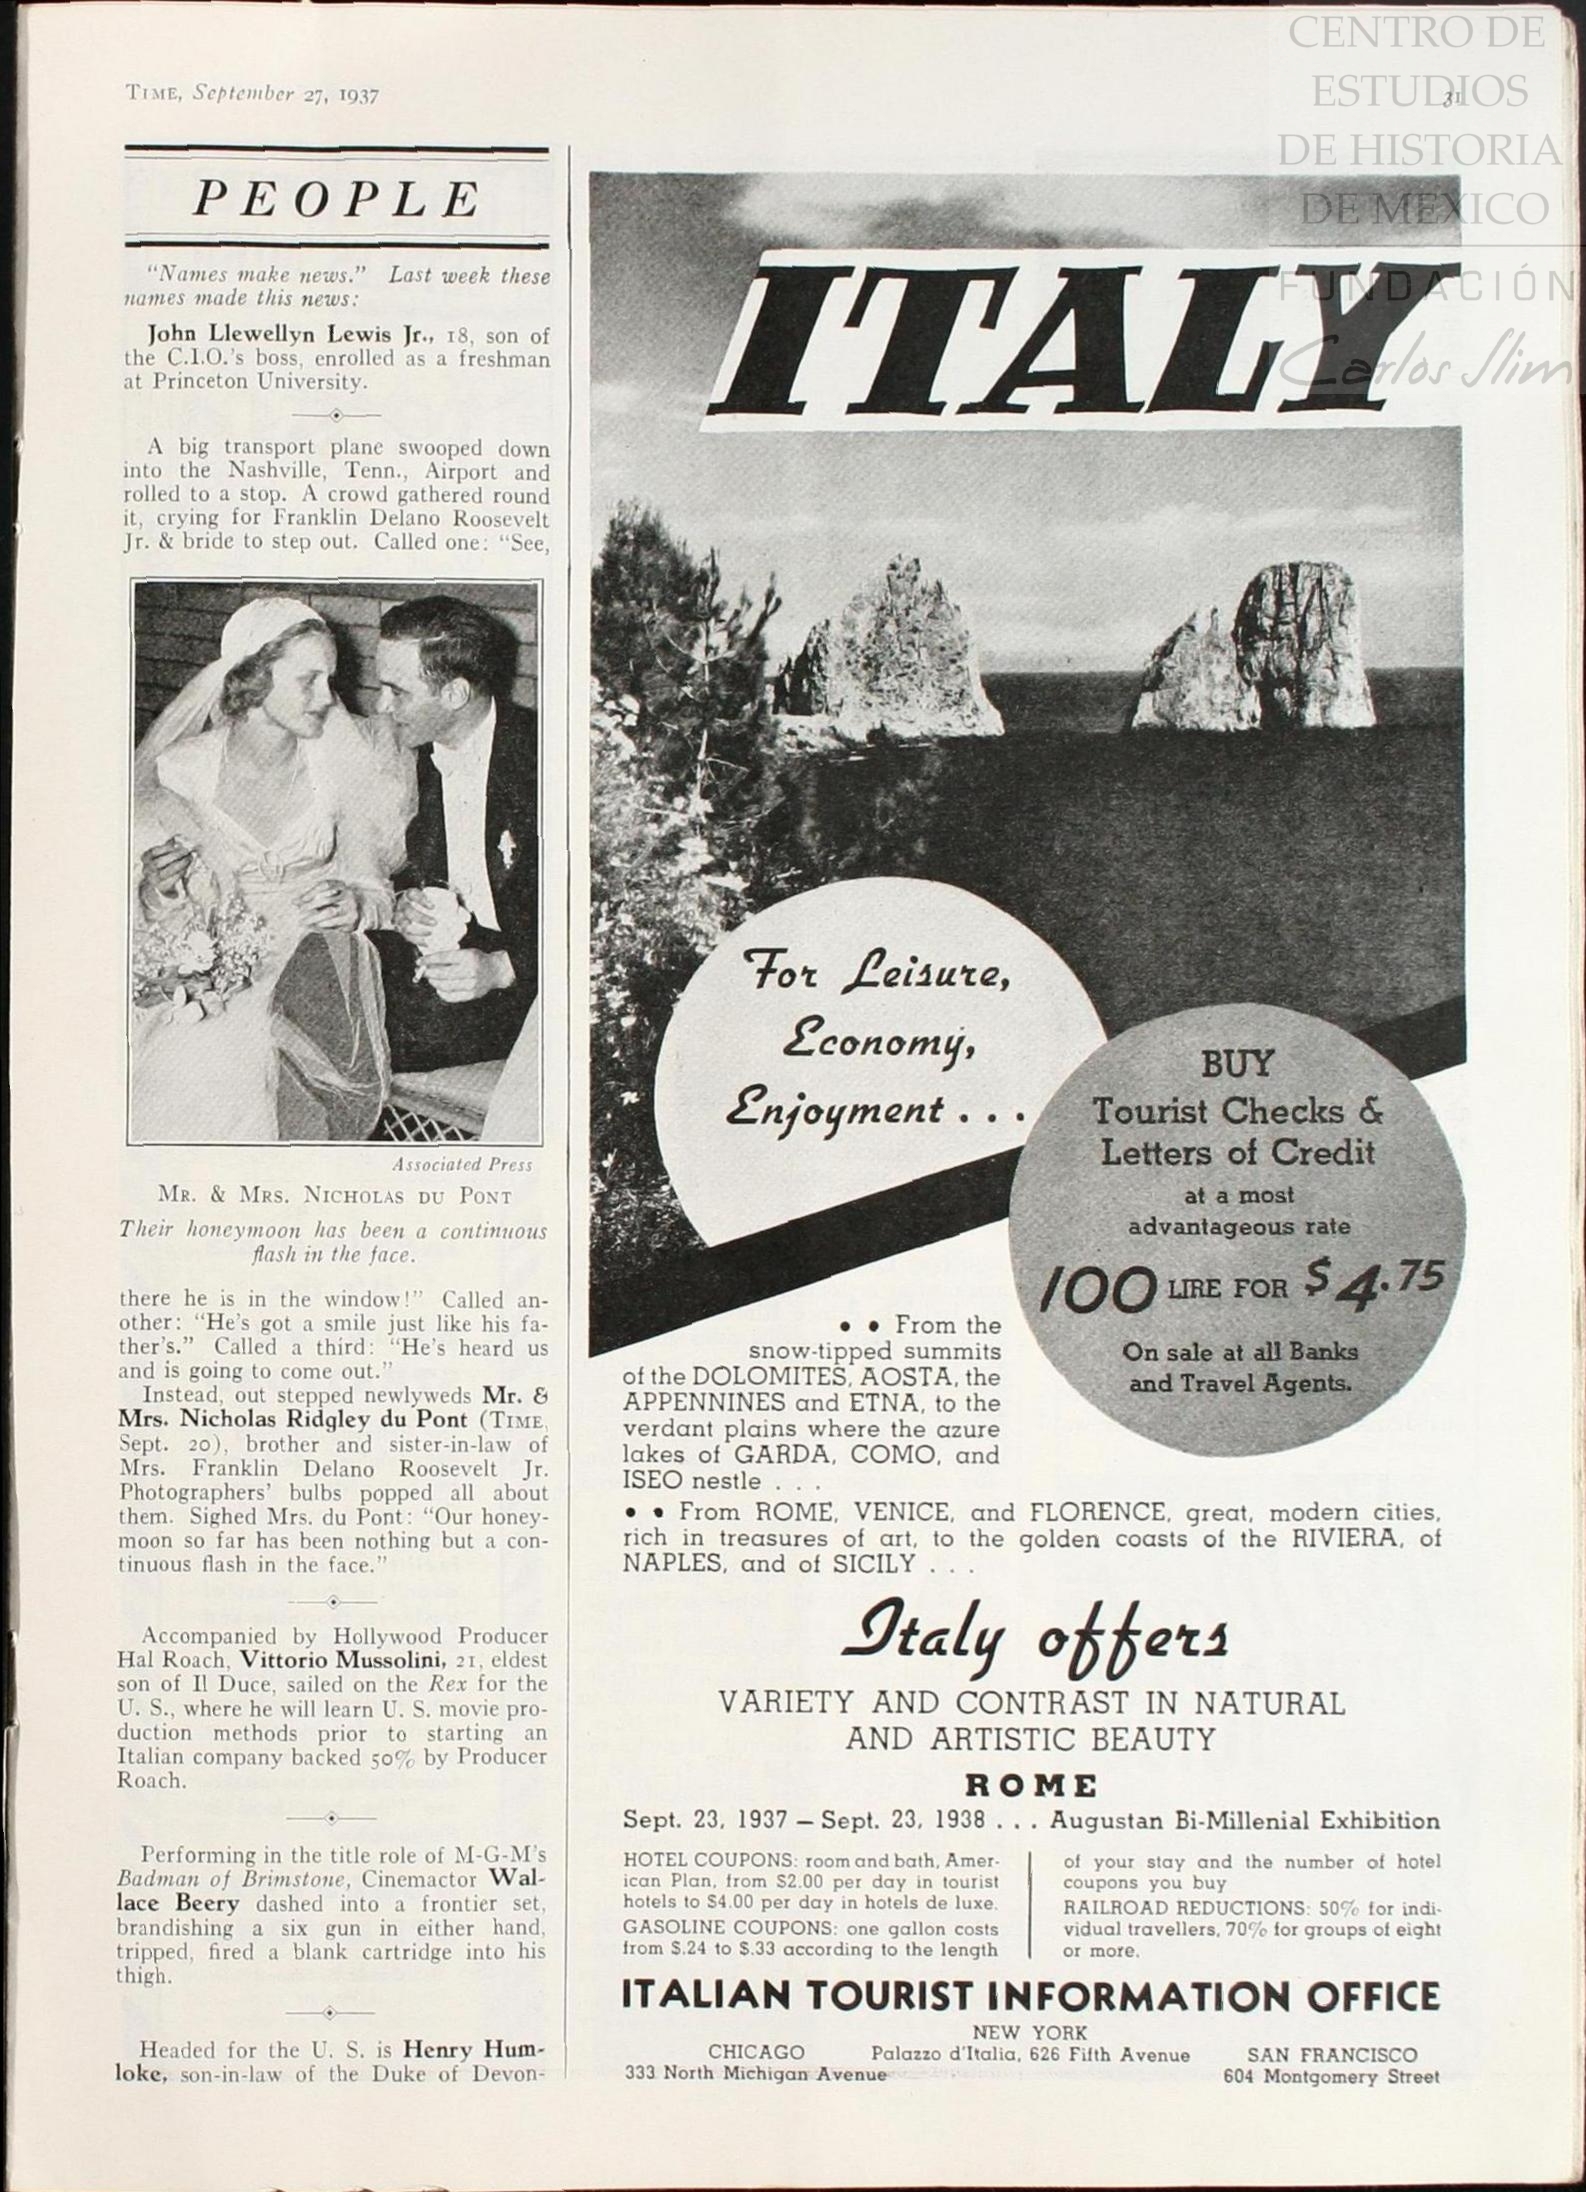 TIME, September 27, 1937
31
CENTRO DE
ESTUDIOS
DE HISTORIA
DE MEXICO
FUNDACIÓN
Carlos Slim
PEOPLE
"Names make news." Last week these
names made this news:
John Llewellyn Lewis Jr., 18, son of
the C.I.O.'s boss, enrolled as a freshman
at Princeton University.
A big transport plane swooped down
into the Nashville, Tenn., Airport and
rolled to a stop. A crowd gathered round
it, crying for Franklin Delano Roosevelt
Jr. & bride to step out. Called one: "See,
Associated Press
MR. & MRS. NICHOLAS DU PONT
Their honeymoon has been a continuous
flash in the face.
there he is in the window!" Called an-
other: "He's got a smile just like his fa-
ther's." Called a third: "He's heard us
and is going to come out."
Instead, out stepped newlyweds Mr. &
Mrs. Nicholas Ridgley du Pont (TIME,
Sept. 20), brother and sister-in-law of
Mrs. Franklin Delano Roosevelt Jr.
Photographers' bulbs popped all about
them. Sighed Mrs. du Pont: "Our honey-
moon so far has been nothing but a con-
tinuous flash in the face."
Accompanied by Hollywood Producer
Hal Roach, Vittorio Mussolini, 21, eldest
son of Il Duce, sailed on the Rex for the
U. S., where he will learn U. S. movie pro-
duction methods prior to starting an
Italian company backed 50% by Producer
Roach.
Performing in the title role of M-G-M's
Badman of Brimstone, Cinemactor Wal-
lace Beery dashed into a frontier set,
brandishing a six gun in either hand,
tripped, fired a blank cartridge into his
thigh.
Headed for the U. S. is Henry Hum-
loke, son-in-law of the Duke of Devon-
ITALY
For Leisure,
Economy,
Enjoyment . . .
BUY
Tourist Checks &
Letters of Credit
at a most
advantageous rate
100 LIRE FOR $4.75
On sale at all Banks
and Travel Agents.
• • From the
snow-tipped summits
of the DOLOMITES, AOSTA, the
APPENNINES and ETNA, to the
verdant plains where the azure
lakes of GARDA, COMO, and
ISEO nestle . . .
• • From ROME, VENICE, and FLORENCE, great, modern cities,
rich in treasures of art, to the golden coasts of the RIVIERA, of
NAPLES, and of SICILY . . .
Italy offers
VARIETY AND CONTRAST IN NATURAL
AND ARTISTIC BEAUTY
ROME
Sept. 23, 1937 — Sept. 23, 1938 . . . Augustan Bi-Millenial Exhibition
HOTEL COUPONS: room and bath, Amer-
ican Plan, from $2.00 per day in tourist
hotels to $4.00 per day in hotels de luxe.
GASOLINE COUPONS: one gallon costs
from $.24 to $.33 according to the length
of your stay and the number of hotel
coupons you buy
RAILROAD REDUCTIONS: 50% for indi-
vidual travellers, 70% for groups of eight
or more.
ITALIAN TOURIST INFORMATION OFFICE
NEW YORK
Palazzo d'Italia, 626 Fifth Avenue
CHICAGO
333 North Michigan Avenue
SAN FRANCISCO
604 Montgomery Street